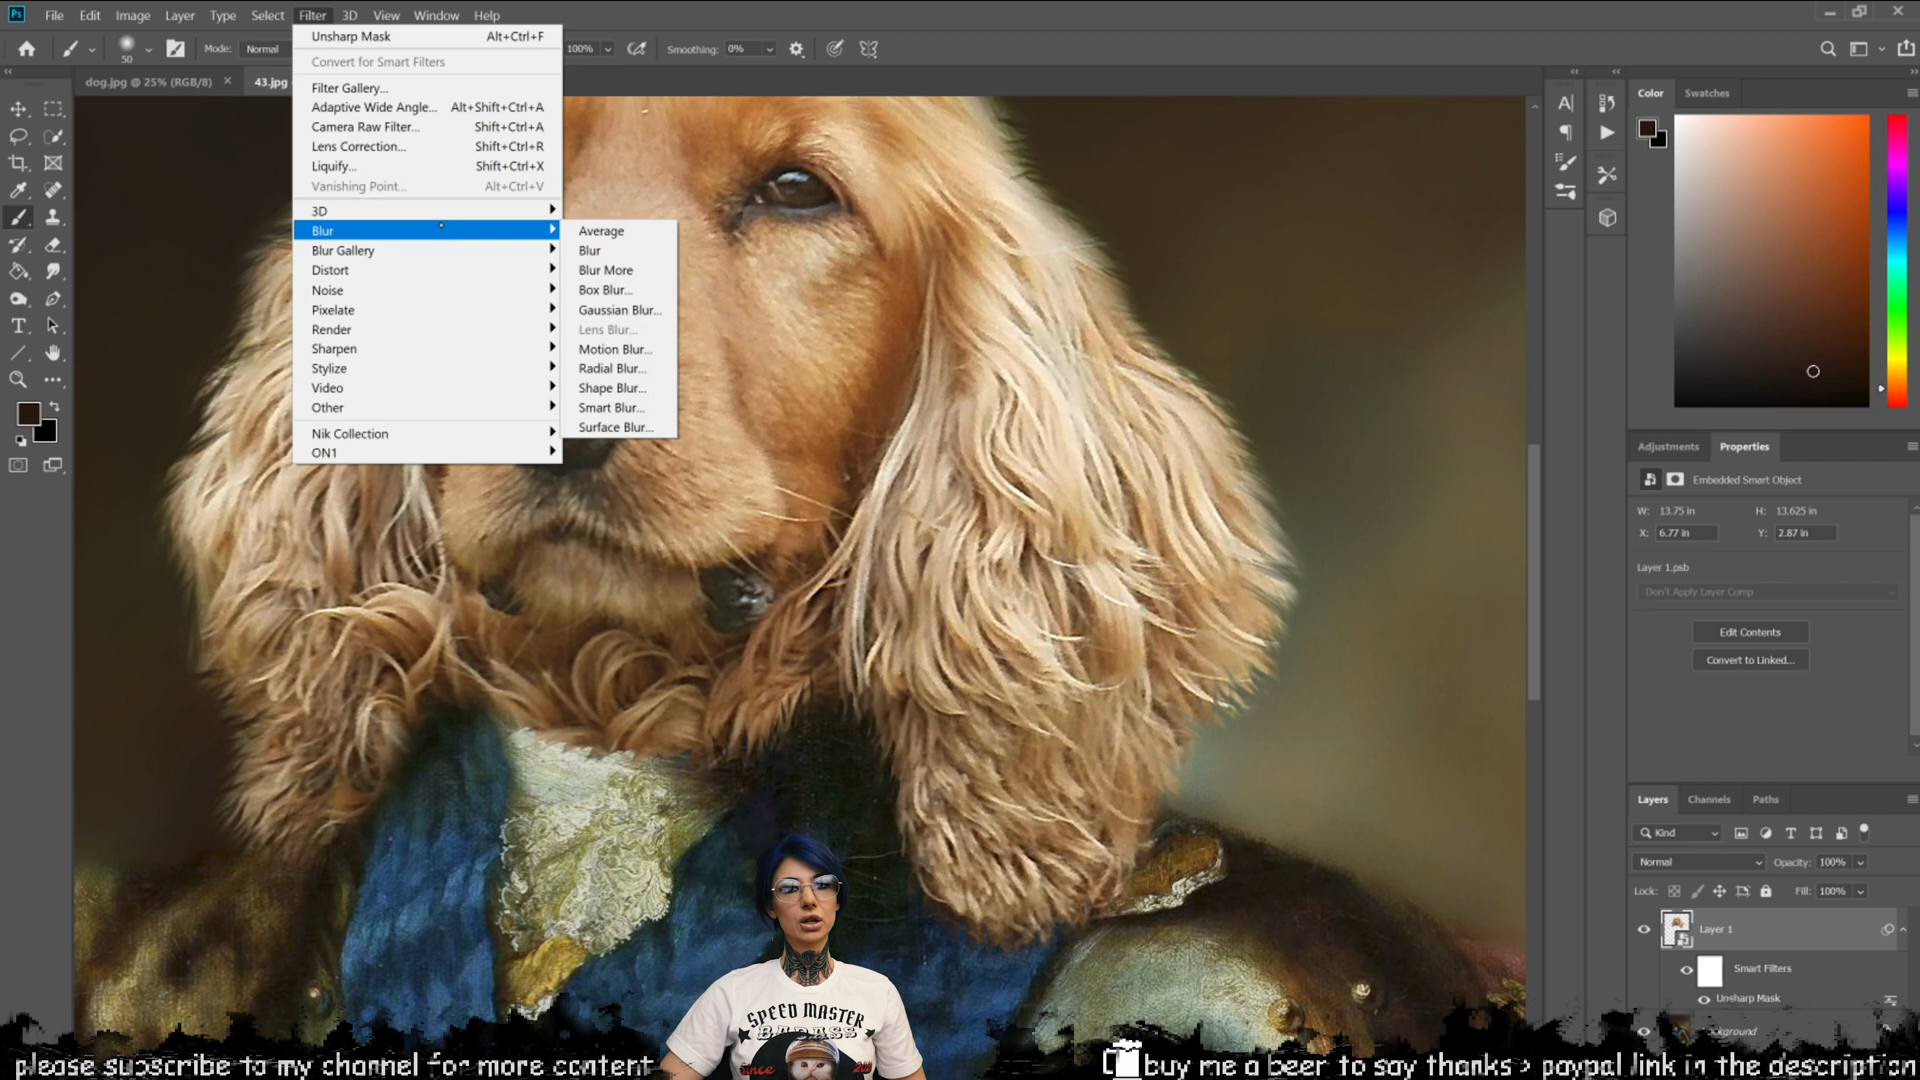 Ps File Edit Image Layer Type Select Filter 3D View Window Help
50 Mode: Normal 100% Smoothing: 0%
dog.jpg @ 25% (RGB/8) × 43.jpg
Unsharp Mask Alt+Ctrl+F
Convert for Smart Filters
Filter Gallery...
Adaptive Wide Angle... Alt+Shift+Ctrl+A
Camera Raw Filter... Shift+Ctrl+A
Lens Correction... Shift+Ctrl+R
Liquify... Shift+Ctrl+X
Vanishing Point... Alt+Ctrl+V
3D
Blur
Blur Gallery
Distort
Noise
Pixelate
Render
Sharpen
Stylize
Video
Other
Nik Collection
ON1
Average
Blur
Blur More
Box Blur...
Gaussian Blur...
Lens Blur...
Motion Blur...
Radial Blur...
Shape Blur...
Smart Blur...
Surface Blur...
Color Swatches
Adjustments Properties
Embedded Smart Object
W: 13.75 in H: 13.625 in
X: 6.77 in Y: 2.87 in
Layer 1.psb
Don't Apply Layer Comp
Edit Contents
Convert to Linked...
Layers Channels Paths
Kind
Normal Opacity: 100%
Lock: Fill: 100%
Layer 1
Smart Filters
Unsharp Mask
SPEED MASTER
BADASS
Since
please subscribe to my channel for more content
buy me a beer to say thanks > paypal link in the description